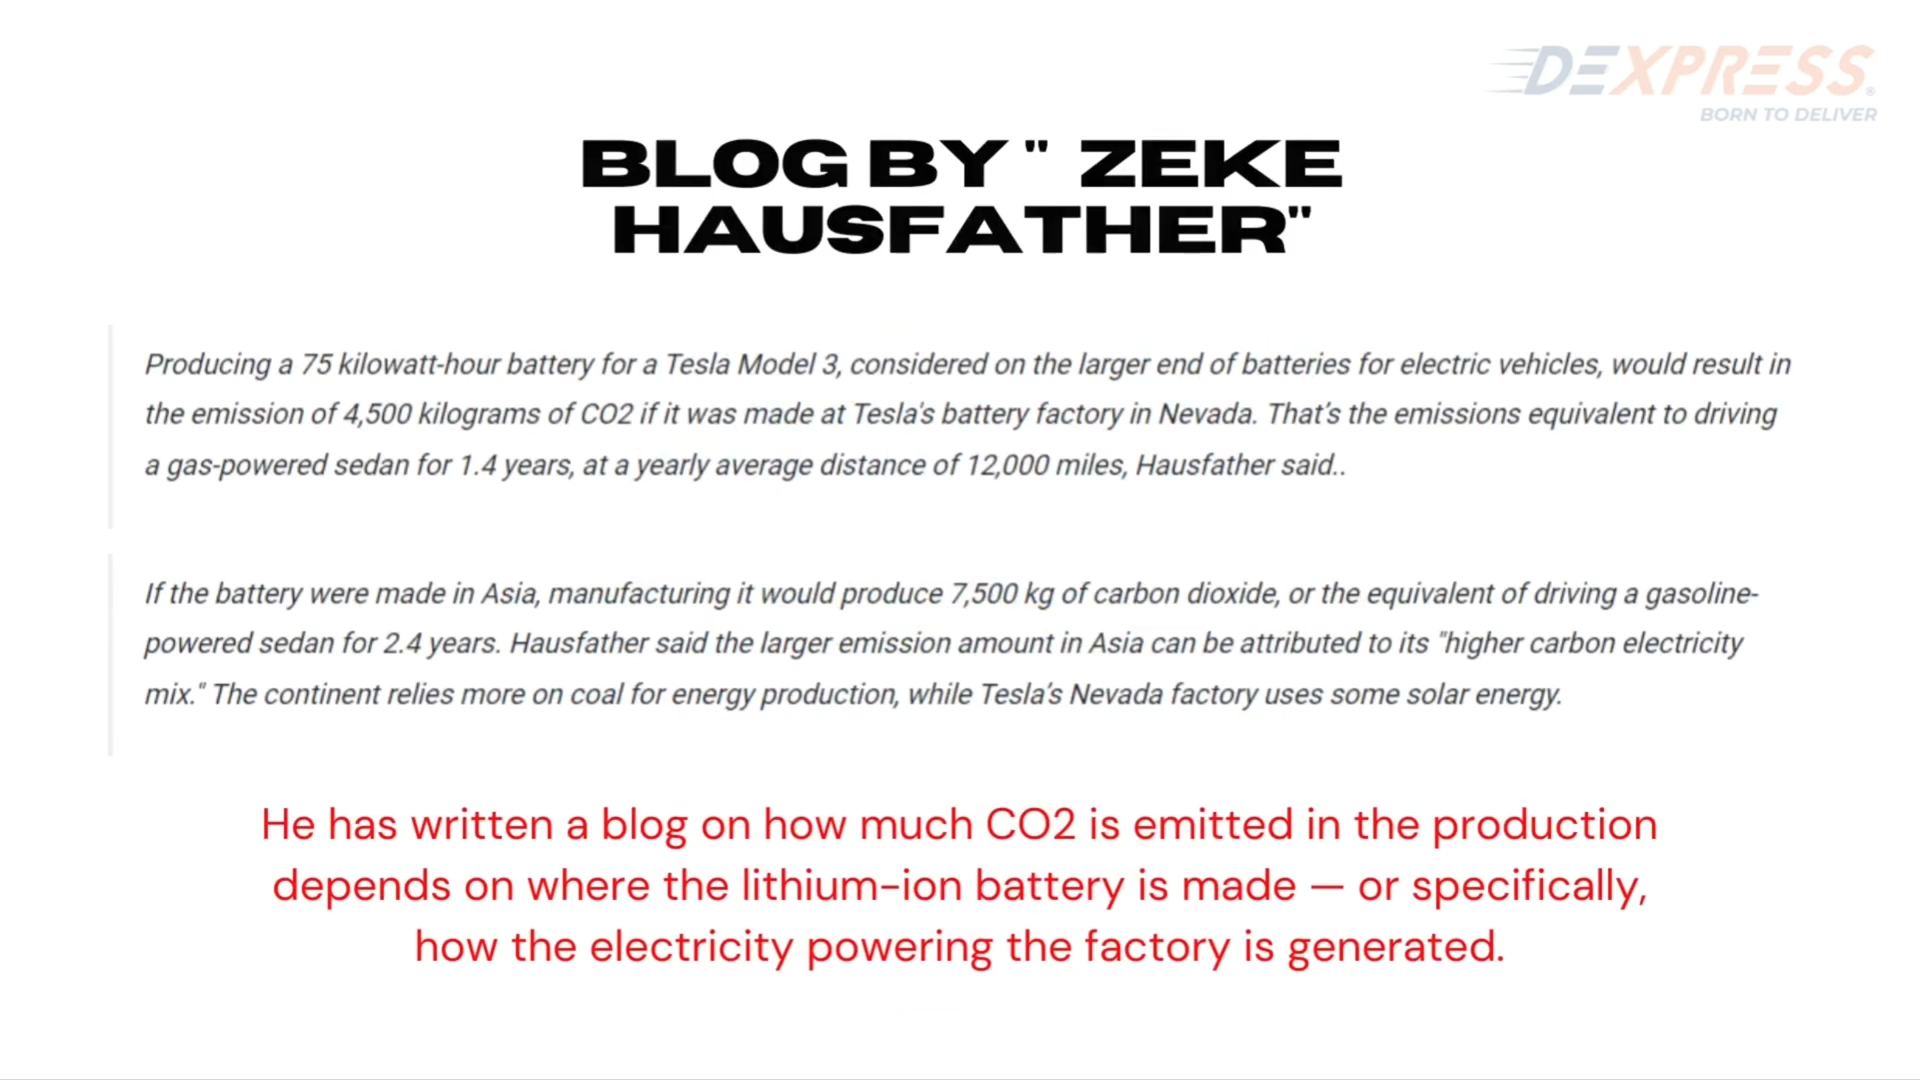 DEXPRESS®
BORN TO DELIVER
BLOG BY " ZEKE
HAUSFATHER"
Producing a 75 kilowatt-hour battery for a Tesla Model 3, considered on the larger end of batteries for electric vehicles, would result in
the emission of 4,500 kilograms of CO2 if it was made at Tesla's battery factory in Nevada. That’s the emissions equivalent to driving
a gas-powered sedan for 1.4 years, at a yearly average distance of 12,000 miles, Hausfather said..
If the battery were made in Asia, manufacturing it would produce 7,500 kg of carbon dioxide, or the equivalent of driving a gasoline-
powered sedan for 2.4 years. Hausfather said the larger emission amount in Asia can be attributed to its "higher carbon electricity
mix." The continent relies more on coal for energy production, while Tesla’s Nevada factory uses some solar energy.
He has written a blog on how much CO2 is emitted in the production
depends on where the lithium-ion battery is made — or specifically,
how the electricity powering the factory is generated.